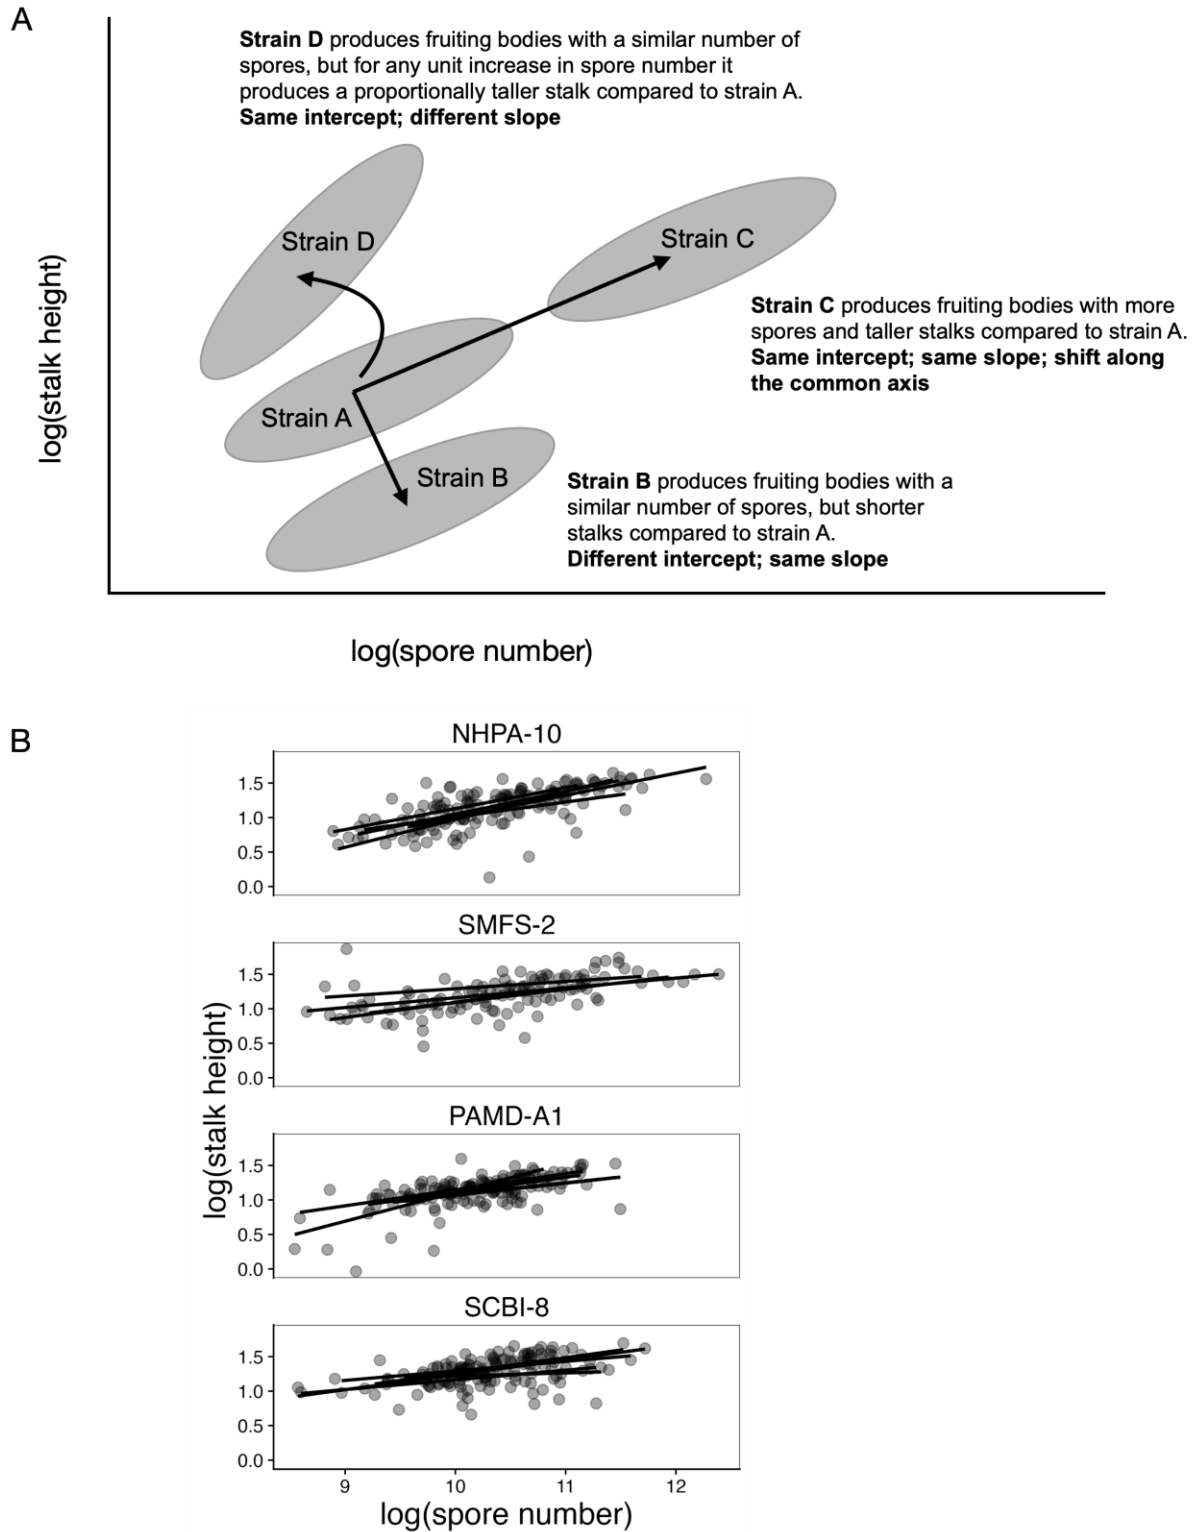 A
Strain D produces fruiting bodies with a similar number of
spores, but for any unit increase in spore number it
produces a proportionally taller stalk compared to strain A.
Same intercept; different slope
Strain D
Strain C
Strain C produces fruiting bodies with more
spores and taller stalks compared to strain A.
Same intercept; same slope; shift along
the common axis
Strain A
Strain B
Strain B produces fruiting bodies with a
similar number of spores, but shorter
stalks compared to strain A.
Different intercept; same slope
log(stalk height)
log(spore number)
B
NHPA-10
1.5
1.0
0.5
0.0
SMFS-2
1.5
1.0
0.5
0.0
PAMD-A1
1.5
1.0
0.5
0.0
SCBI-8
1.5
1.0
0.5
0.0
log(stalk height)
9 10 11 12
log(spore number)